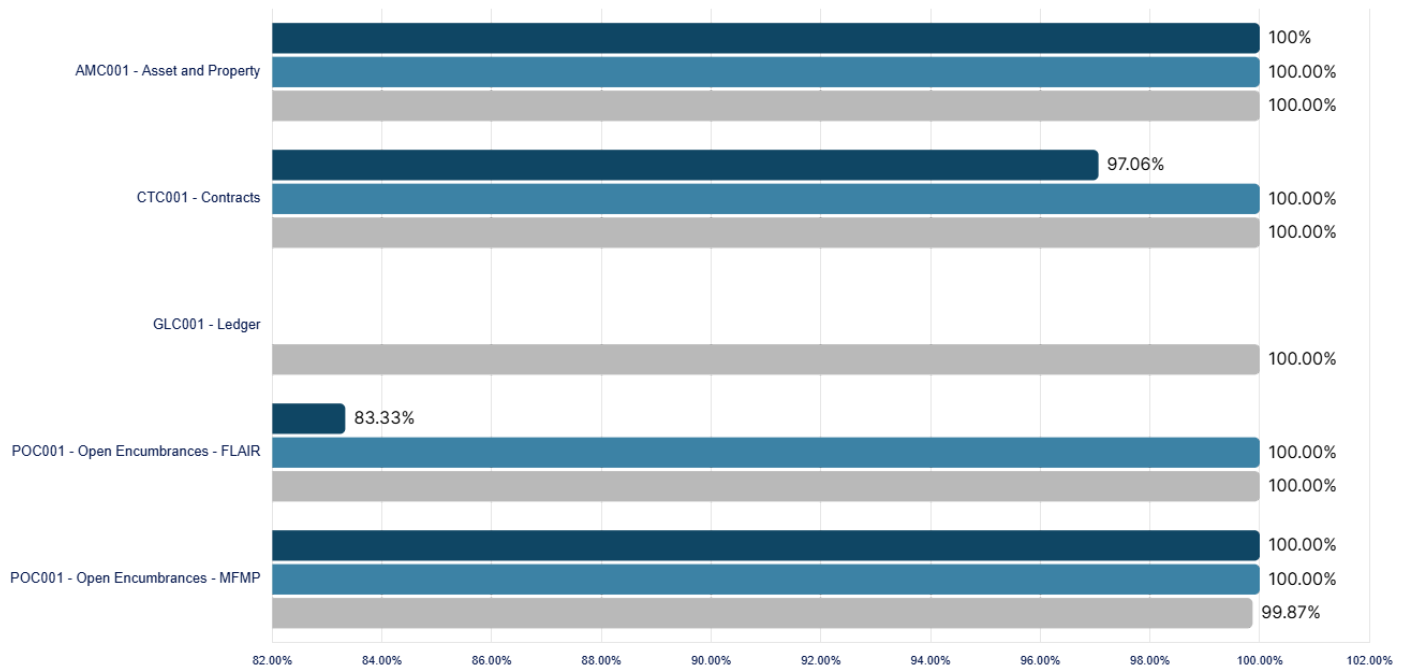 100%
AMC001 - Asset and Property
100.00%
100.00%
97.06%
CTC001 - Contracts
100.00%
100.00%
GLC001 - Ledger
100.00%
83.33%
POC001 - Open Encumbrances - FLAIR
100.00%
100.00%
100.00%
POC001 - Open Encumbrances - MFMP
100.00%
99.87%
82.00% 84.00% 86.00% 88.00% 90.00% 92.00% 94.00% 96.00% 98.00% 100.00% 102.00%